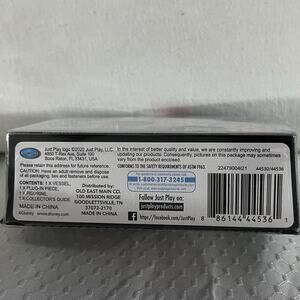 Just Play logo ©2020 Just Play, LLC.
4850 T-Rex Ave, Suite 100
Boca Raton, FL 33431, USA
Please retain this address for future reference.
CAUTION: Have an adult remove and dispose
of all packaging, ties and fasteners before use.
CONTENTS: 1 X VESSEL,
1 X PLUG-IN PIECE,
1 X FIGURINE,
1 X COLLECTOR'S GUIDE
MADE IN CHINA
©Disney
www.disney.com
Distributed by:
OLD EAST MAIN CO.
100 MISSION RIDGE
GOODLETTSVILLE, TN
37072-2170
MADE IN CHINA
In the interest of better quality and value, we are constantly improving and
updating our products. Consequently, pictures on this package may sometimes
vary from product enclosed.
CONFORMS TO THE SAFETY REQUIREMENTS OF ASTM F963.
1-800-317-3245
Follow Just Play on:
justplayproducts.com
facebook.com/JustPlay
22479004I21
44530/44536
8 86144 44536 1